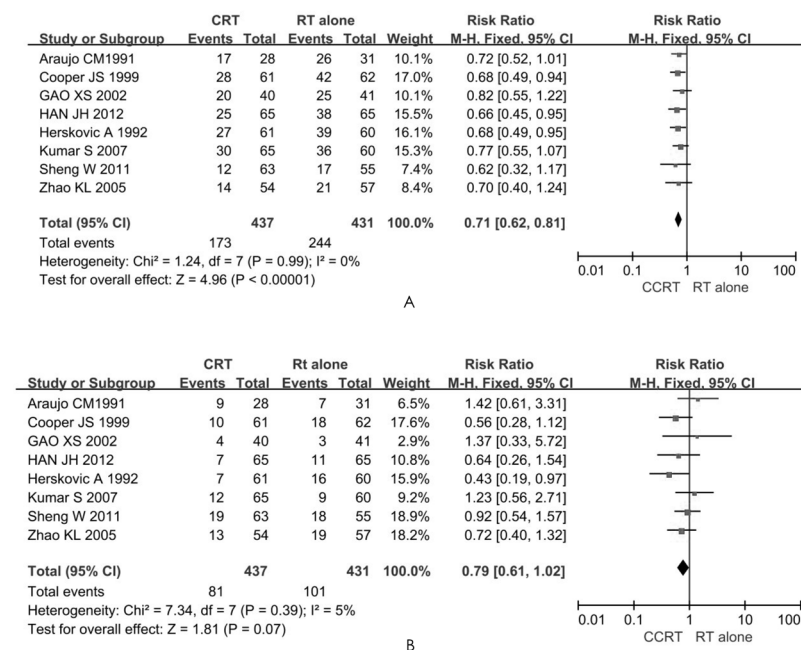 CRT RT alone Risk Ratio Risk Ratio
Study or Subgroup Events Total Events Total Weight M-H, Fixed, 95% CI M-H, Fixed, 95% CI
Araujo CM1991 17 28 26 31 10.1% 0.72 [0.52, 1.01]
Cooper JS 1999 28 61 42 62 17.0% 0.68 [0.49, 0.94]
GAO XS 2002 20 40 25 41 10.1% 0.82 [0.55, 1.22]
HAN JH 2012 25 65 38 65 15.5% 0.66 [0.45, 0.95]
Herskovic A 1992 27 61 39 60 16.1% 0.68 [0.49, 0.95]
Kumar S 2007 30 65 36 60 15.3% 0.77 [0.55, 1.07]
Sheng W 2011 12 63 17 55 7.4% 0.62 [0.32, 1.17]
Zhao KL 2005 14 54 21 57 8.4% 0.70 [0.40, 1.24]
Total (95% CI) 437 431 100.0% 0.71 [0.62, 0.81]
Total events 173 244
Heterogeneity: Chi² = 1.24, df = 7 (P = 0.99); I² = 0%
Test for overall effect: Z = 4.96 (P < 0.00001)
0.01 0.1 1 10 100
CCRT RT alone
A
CRT Rt alone Risk Ratio Risk Ratio
Study or Subgroup Events Total Events Total Weight M-H, Fixed, 95% CI M-H, Fixed, 95% CI
Araujo CM1991 9 28 7 31 6.5% 1.42 [0.61, 3.31]
Cooper JS 1999 10 61 18 62 17.6% 0.56 [0.28, 1.12]
GAO XS 2002 4 40 3 41 2.9% 1.37 [0.33, 5.72]
HAN JH 2012 7 65 11 65 10.8% 0.64 [0.26, 1.54]
Herskovic A 1992 7 61 16 60 15.9% 0.43 [0.19, 0.97]
Kumar S 2007 12 65 9 60 9.2% 1.23 [0.56, 2.71]
Sheng W 2011 19 63 18 55 18.9% 0.92 [0.54, 1.57]
Zhao KL 2005 13 54 19 57 18.2% 0.72 [0.40, 1.32]
Total (95% CI) 437 431 100.0% 0.79 [0.61, 1.02]
Total events 81 101
Heterogeneity: Chi² = 7.34, df = 7 (P = 0.39); I² = 5%
Test for overall effect: Z = 1.81 (P = 0.07)
0.01 0.1 1 10 100
CCRT RT alone
B